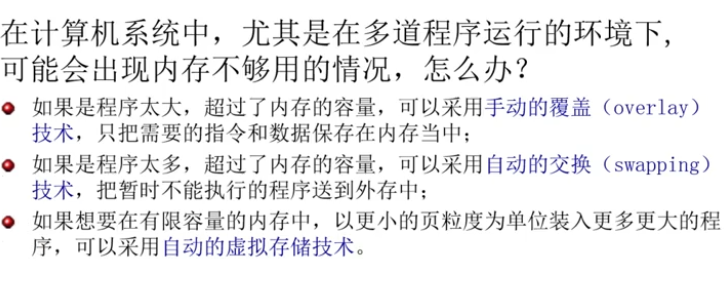 在计算机系统中，尤其是在多道程序运行的环境下，
可能会出现内存不够用的情况，怎么办？
如果是程序太大，超过了内存的容量，可以采用手动的覆盖（overlay）
技术，只把需要的指令和数据保存在内存当中；
如果是程序太多，超过了内存的容量，可以采用自动的交换（swapping）
技术，把暂时不能执行的程序送到外存中；
如果想要在有限容量的内存中，以更小的页粒度为单位装入更多更大的程
序，可以采用自动的虚拟存储技术。